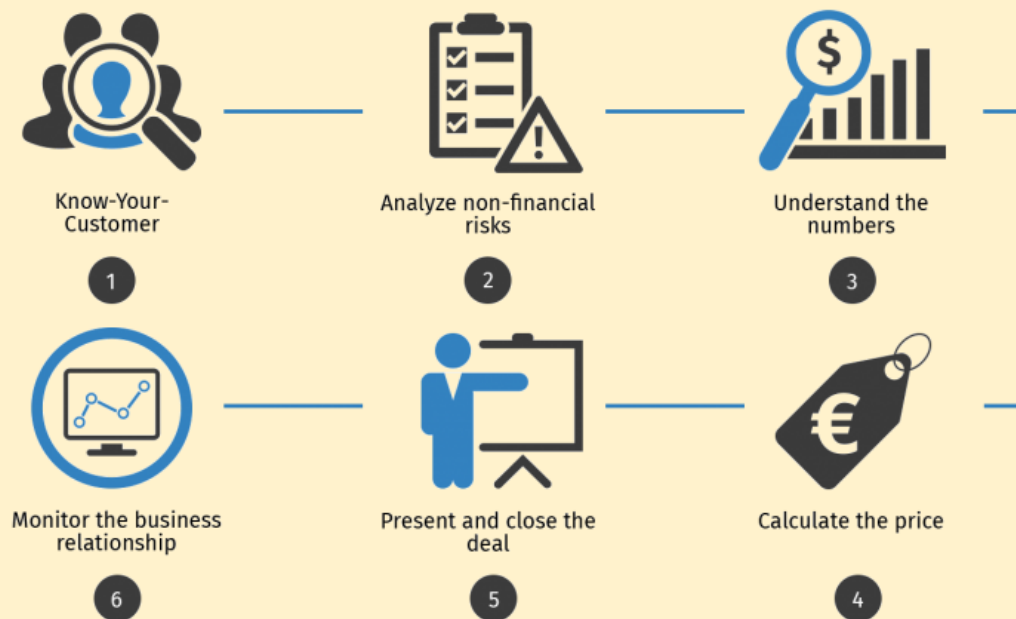 $
Know-Your-
Customer
1
Analyze non-financial
risks
2
Understand the
numbers
3
€
Monitor the business
relationship
6
Present and close the
deal
5
Calculate the price
4